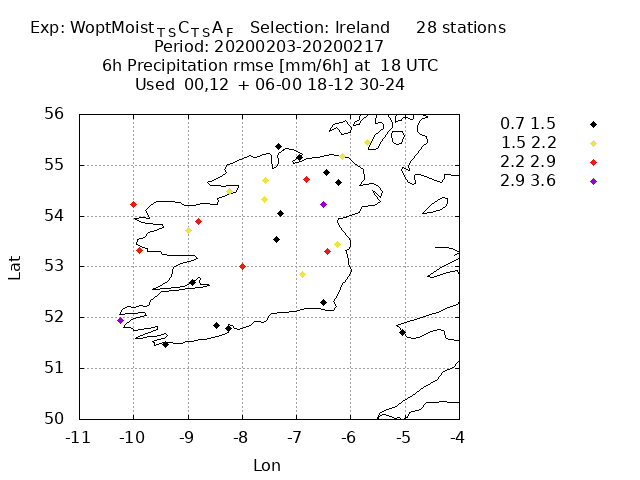 Exp: WoptMoist_TSC_TSA_F   Selection: Ireland     28 stations
Period: 20200203-20200217
6h Precipitation rmse [mm/6h] at  18 UTC
Used  00,12  + 06-00 18-12 30-24
56
55
54
53
52
51
50
-11 -10 -9 -8 -7 -6 -5 -4
Lat
Lon
0.7 1.5
1.5 2.2
2.2 2.9
2.9 3.6